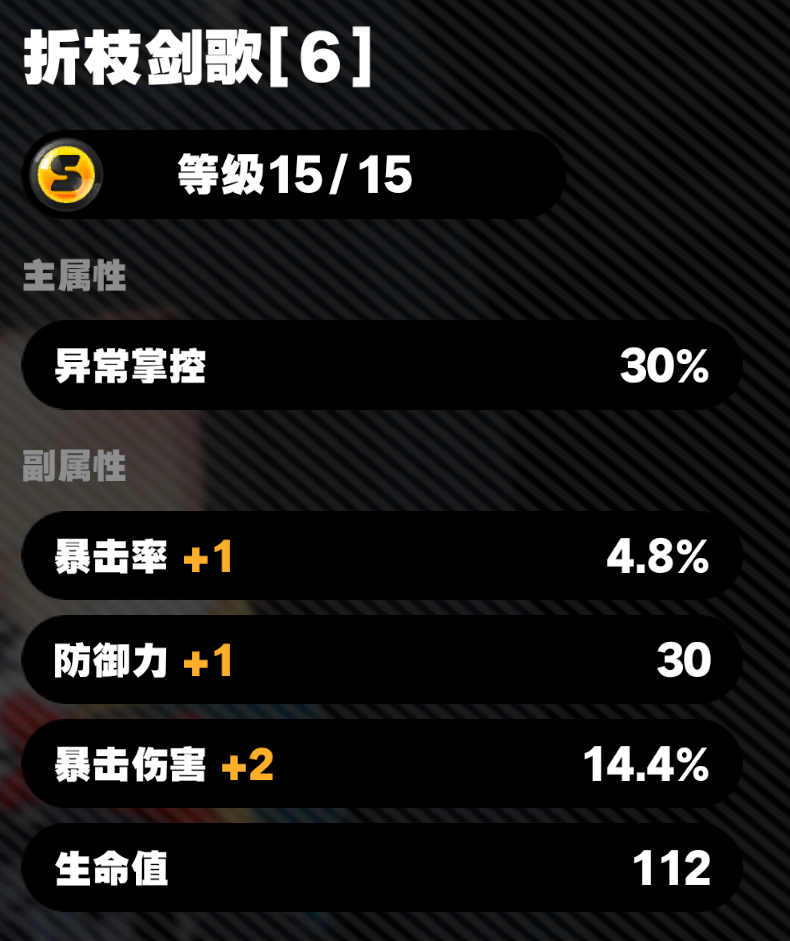 折枝剑歌[6]
S 等级15/15
主属性
异常掌控 30%
副属性
暴击率 +1 4.8%
防御力 +1 30
暴击伤害 +2 14.4%
生命值 112